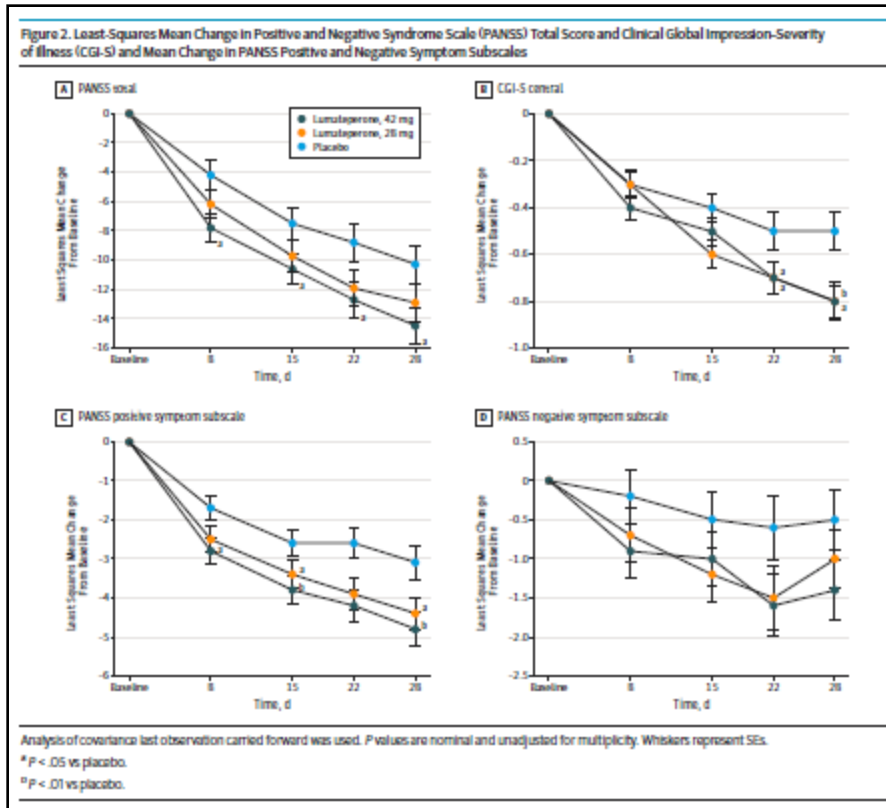 Figure 2. Least-Squares Mean Change in Positive and Negative Syndrome Scale (PANSS) Total Score and Clinical Global Impression–Severity
of Illness (CGI-S) and Mean Change in PANSS Positive and Negative Symptom Subscales
A PANSS total
0
-2
-4
-6
-8
-10
-12
-14
-16
Least Squares Mean Change
From Baseline
Lumateperone, 42 mg
Lumateperone, 28 mg
Placebo
a
a
a
a
Baseline 8 15 22 28
Time, d
B CGI-S
0
-0.2
-0.4
-0.6
-0.8
-1.0
Least Squares Mean Change
From Baseline
a
a
b
a
Baseline 8 15 22 28
Time, d
C PANSS positive symptom subscale
0
-1
-2
-3
-4
-5
-6
Least Squares Mean Change
From Baseline
a
a
b
a
b
Baseline 8 15 22 28
Time, d
D PANSS negative symptom subscale
0.5
0
-0.5
-1.0
-1.5
-2.0
-2.5
Least Squares Mean Change
From Baseline
Baseline 8 15 22 28
Time, d
Analysis of covariance last observation carried forward was used. P values are nominal and unadjusted for multiplicity. Whiskers represent SEs.
a P < .05 vs placebo.
b P < .01 vs placebo.